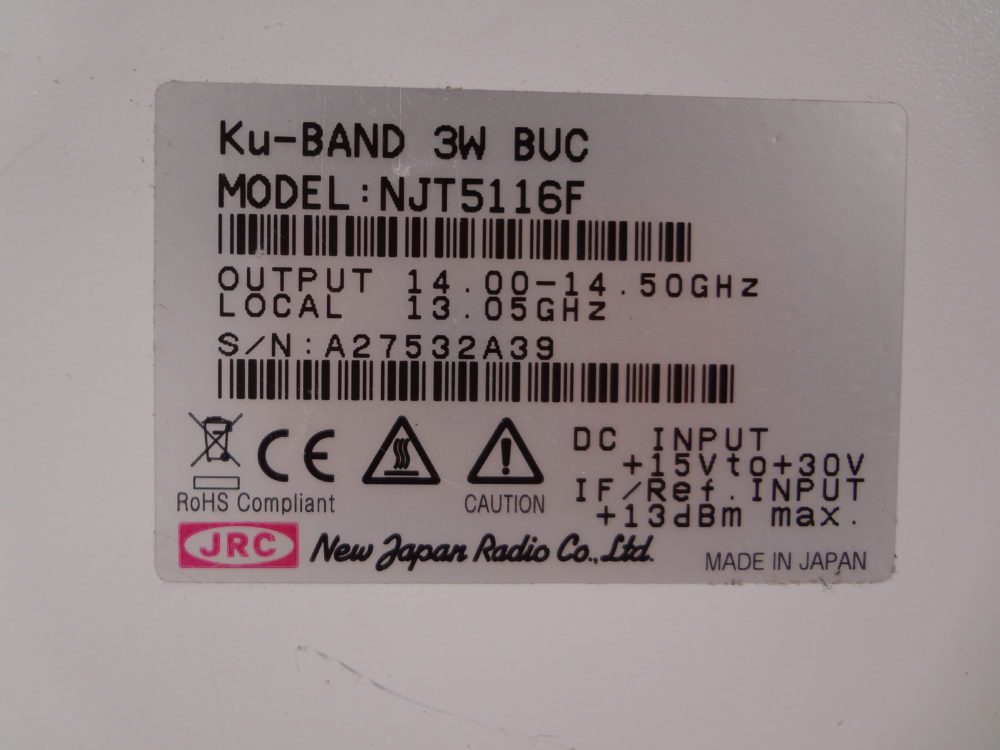 Ku-BAND 3W BUC
MODEL:NJT5116F
OUTPUT 14.00-14.50GHz
LOCAL 13.05GHz
S/N:A27532A39
CE
RoHS Compliant
CAUTION
DC INPUT
+15Vto+30V
IF/Ref.INPUT
+13dBm max.
JRC New Japan Radio Co.,Ltd.
MADE IN JAPAN